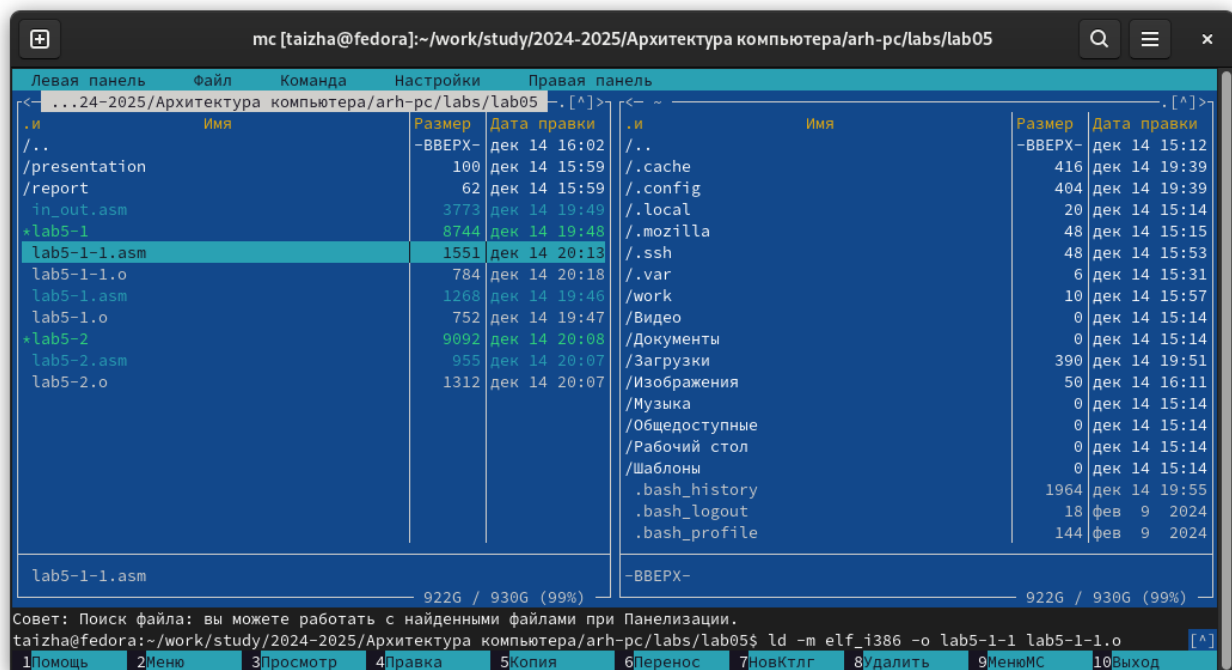 mc [taizha@fedora]:~/work/study/2024-2025/Архитектура компьютера/arh-pc/labs/lab05
Левая панель Файл Команда Настройки Правая панель
<— ...24-2025/Архитектура компьютера/arh-pc/labs/lab05 —.[^]>
.и Имя Размер Дата правки
/.. -ВВЕРХ- дек 14 16:02
/presentation 100 дек 14 15:59
/report 62 дек 14 15:59
in_out.asm 3773 дек 14 19:49
*lab5-1 8744 дек 14 19:48
lab5-1-1.asm 1551 дек 14 20:13
lab5-1-1.o 784 дек 14 20:18
lab5-1.asm 1268 дек 14 19:46
lab5-1.o 752 дек 14 19:47
*lab5-2 9092 дек 14 20:08
lab5-2.asm 955 дек 14 20:07
lab5-2.o 1312 дек 14 20:07
lab5-1-1.asm
922G / 930G (99%)
<— ~ —.[^]>
.и Имя Размер Дата правки
/.. -ВВЕРХ- дек 14 15:12
/.cache 416 дек 14 19:39
/.config 404 дек 14 19:39
/.local 20 дек 14 15:14
/.mozilla 48 дек 14 15:15
/.ssh 48 дек 14 15:53
/.var 6 дек 14 15:31
/work 10 дек 14 15:57
/Видео 0 дек 14 15:14
/Документы 0 дек 14 15:14
/Загрузки 390 дек 14 19:51
/Изображения 50 дек 14 16:11
/Музыка 0 дек 14 15:14
/Общедоступные 0 дек 14 15:14
/Рабочий стол 0 дек 14 15:14
/Шаблоны 0 дек 14 15:14
.bash_history 1964 дек 14 19:55
.bash_logout 18 фев 9 2024
.bash_profile 144 фев 9 2024
-ВВЕРХ-
922G / 930G (99%)
Совет: Поиск файла: вы можете работать с найденными файлами при Панелизации.
taizha@fedora:~/work/study/2024-2025/Архитектура компьютера/arh-pc/labs/lab05$ ld -m elf_i386 -o lab5-1-1 lab5-1-1.o [^]
1Помощь 2Меню 3Просмотр 4Правка 5Копия 6Перенос 7НовКтлг 8Удалить 9МенюMC 10Выход